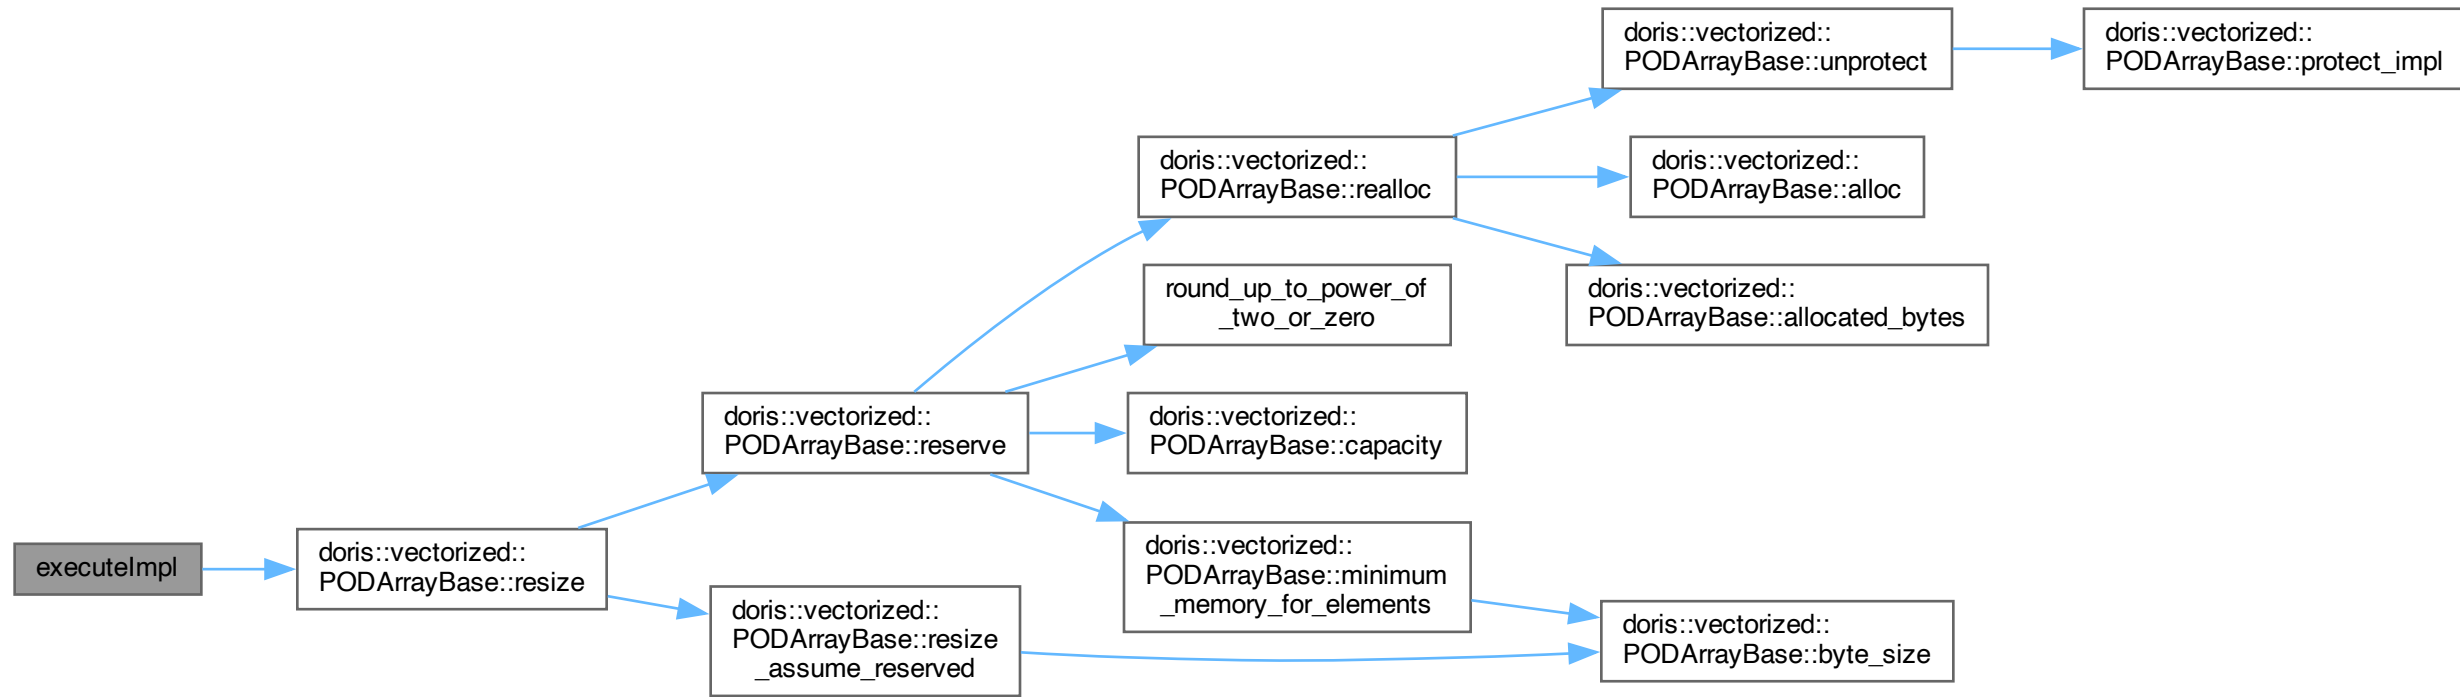 executeImpl
doris::vectorized::
PODArrayBase::resize
doris::vectorized::
PODArrayBase::reserve
doris::vectorized::
PODArrayBase::resize
_assume_reserved
doris::vectorized::
PODArrayBase::realloc
round_up_to_power_of
_two_or_zero
doris::vectorized::
PODArrayBase::capacity
doris::vectorized::
PODArrayBase::minimum
_memory_for_elements
doris::vectorized::
PODArrayBase::unprotect
doris::vectorized::
PODArrayBase::alloc
doris::vectorized::
PODArrayBase::allocated_bytes
doris::vectorized::
PODArrayBase::byte_size
doris::vectorized::
PODArrayBase::protect_impl